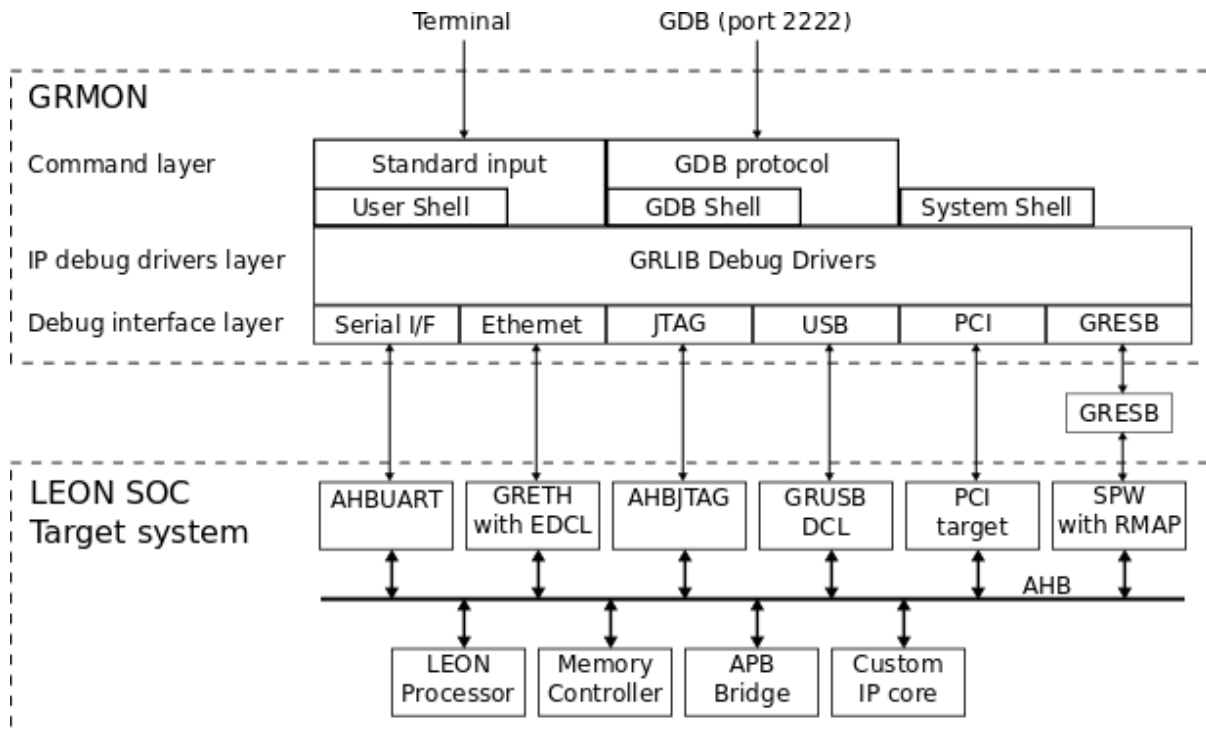 Terminal
GDB (port 2222)
GRMON
Command layer
Standard input
GDB protocol
User Shell
GDB Shell
System Shell
IP debug drivers layer
GRLIB Debug Drivers
Debug interface layer
Serial I/F
Ethernet
JTAG
USB
PCI
GRESB
GRESB
LEON SOC
Target system
AHBUART
GRETH
with EDCL
AHBJTAG
GRUSB
DCL
PCI
target
SPW
with RMAP
AHB
LEON
Processor
Memory
Controller
APB
Bridge
Custom
IP core